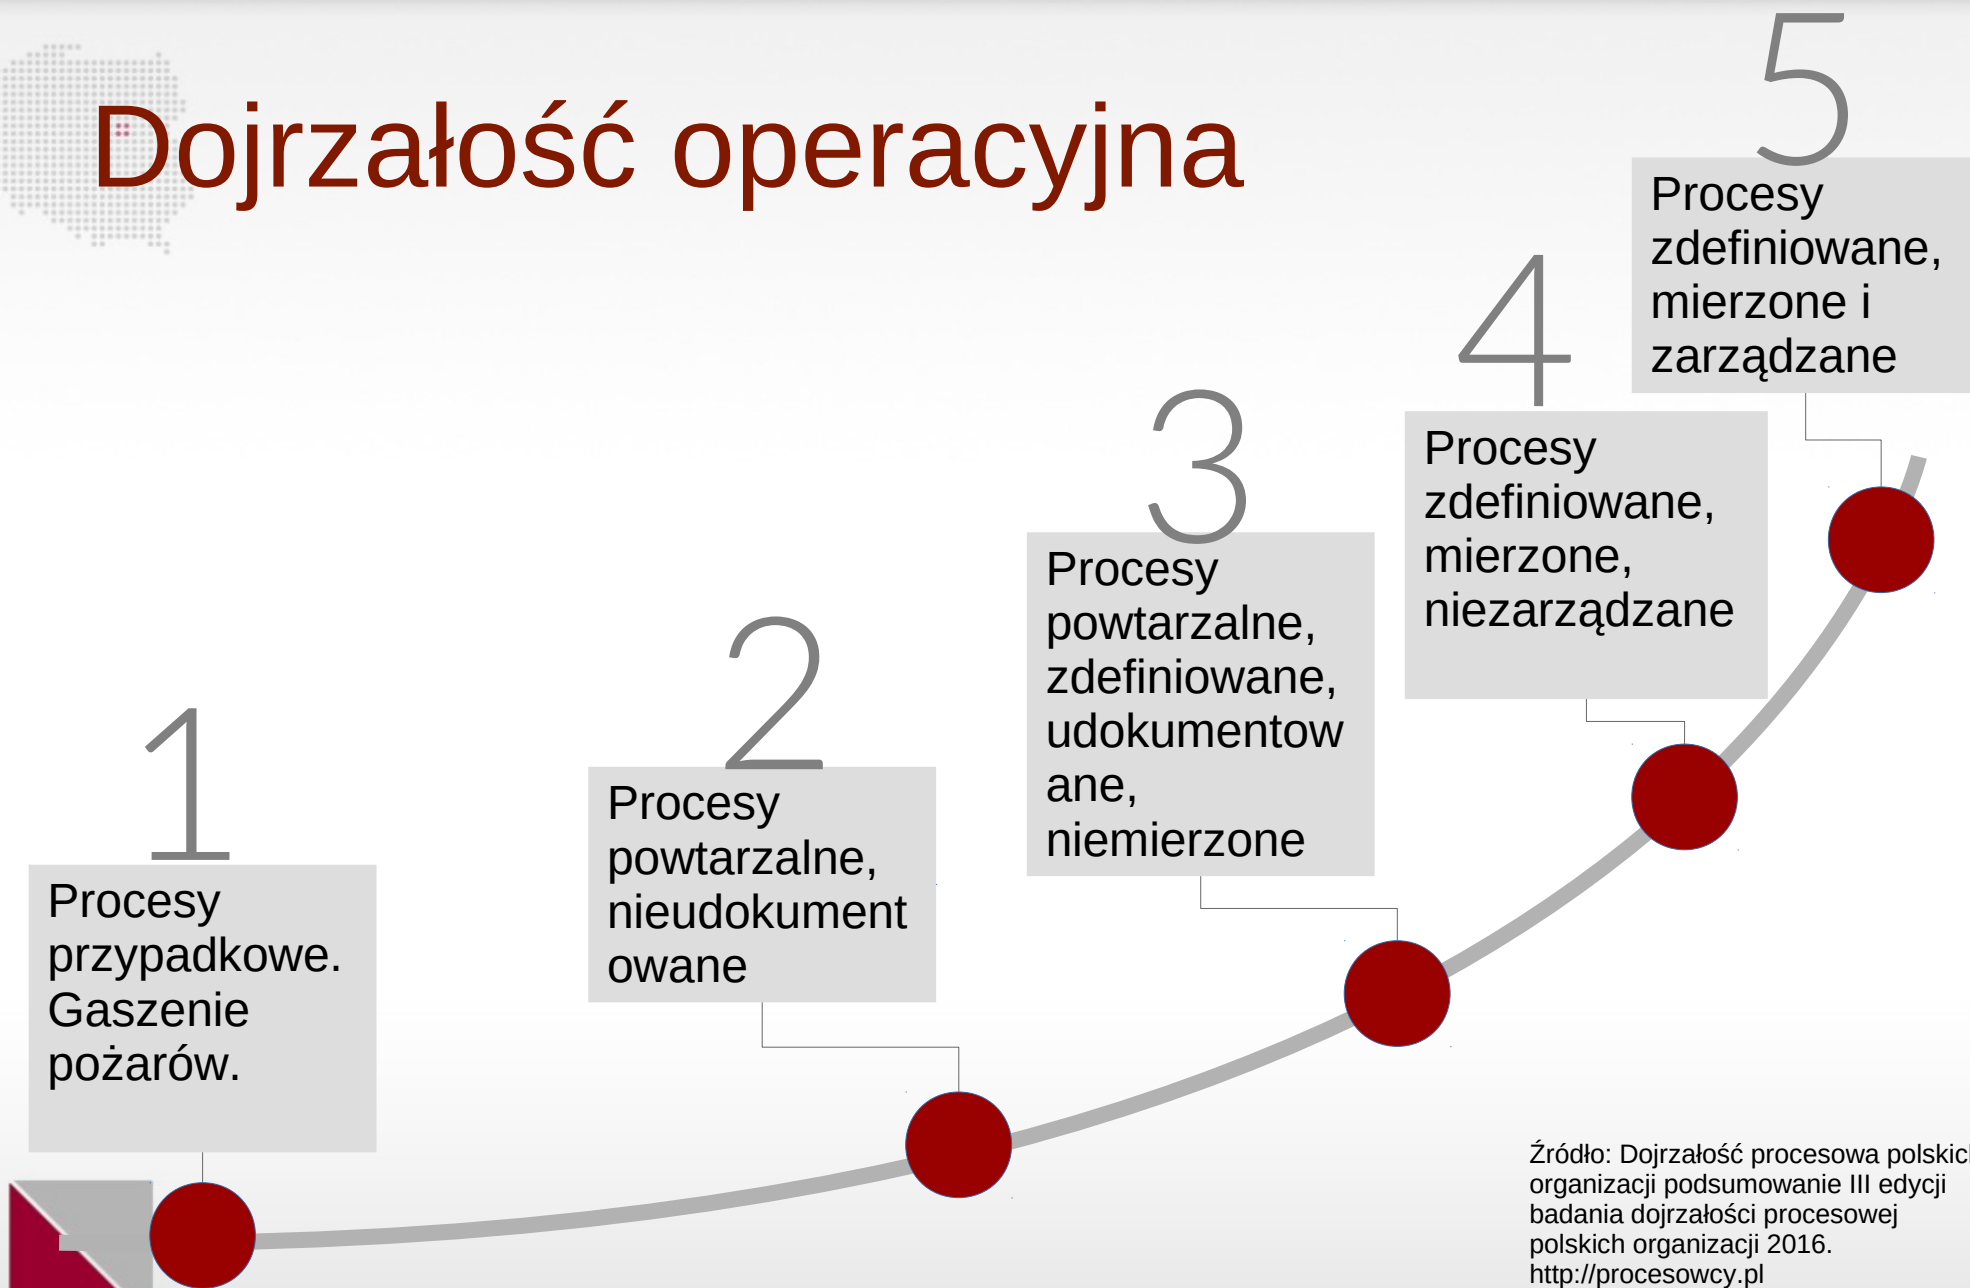 Dojrzałość operacyjna
1
Procesy
przypadkowe.
Gaszenie
pożarów.
2
Procesy
powtarzalne,
nieudokument
owane
3
Procesy
powtarzalne,
zdefiniowane,
udokumentow
ane,
niemierzone
4
Procesy
zdefiniowane,
mierzone,
niezarządzane
5
Procesy
zdefiniowane,
mierzone i
zarządzane
Źródło: Dojrzałość procesowa polskich
organizacji podsumowanie III edycji
badania dojrzałości procesowej
polskich organizacji 2016.
http://procesowcy.pl